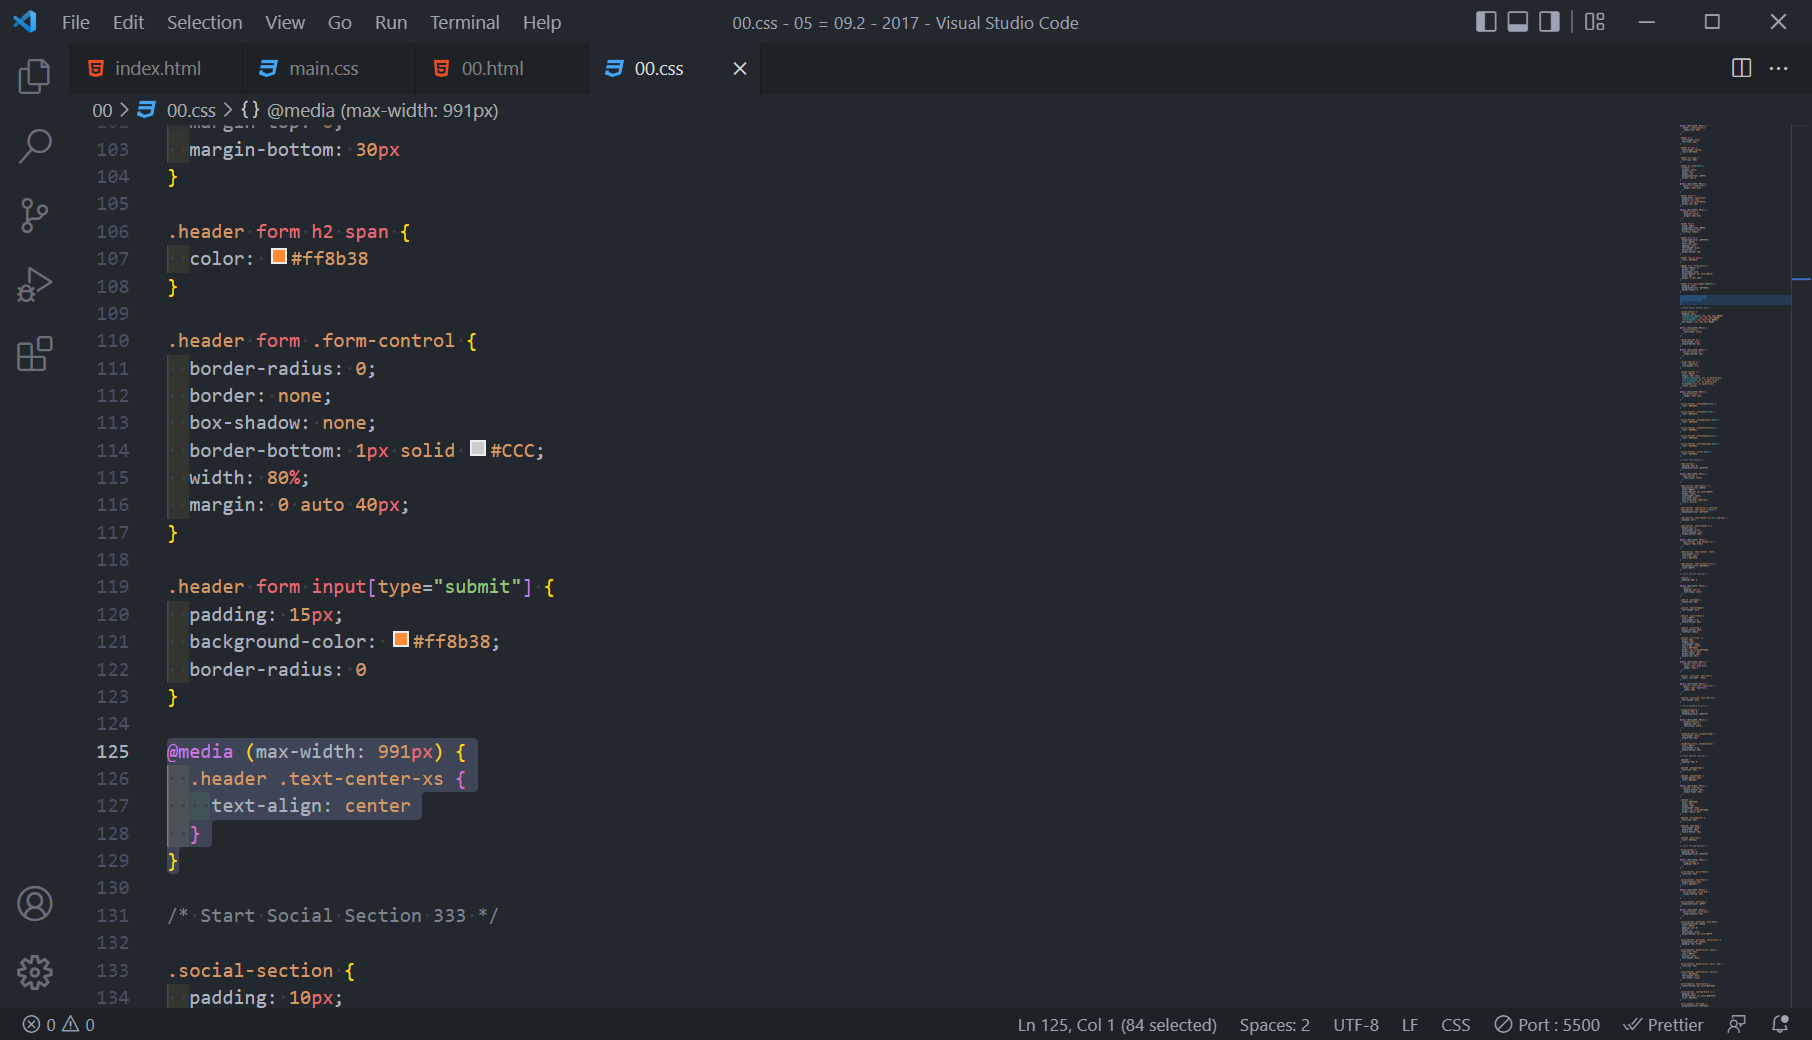 File Edit Selection View Go Run Terminal Help
00.css - 05 = 09.2 - 2017 - Visual Studio Code
index.html main.css 00.html 00.css
00 > 00.css > {} @media (max-width: 991px)
103 margin-bottom: 30px
104 }
105
106 .header form h2 span {
107 color: #ff8b38
108 }
109
110 .header form .form-control {
111 border-radius: 0;
112 border: none;
113 box-shadow: none;
114 border-bottom: 1px solid #CCC;
115 width: 80%;
116 margin: 0 auto 40px;
117 }
118
119 .header form input[type="submit"] {
120 padding: 15px;
121 background-color: #ff8b38;
122 border-radius: 0
123 }
124
125 @media (max-width: 991px) {
126 .header .text-center-xs {
127 text-align: center
128 }
129 }
130
131 /* Start Social Section 333 */
132
133 .social-section {
134 padding: 10px;
0 0 Ln 125, Col 1 (84 selected) Spaces: 2 UTF-8 LF CSS Port : 5500 Prettier